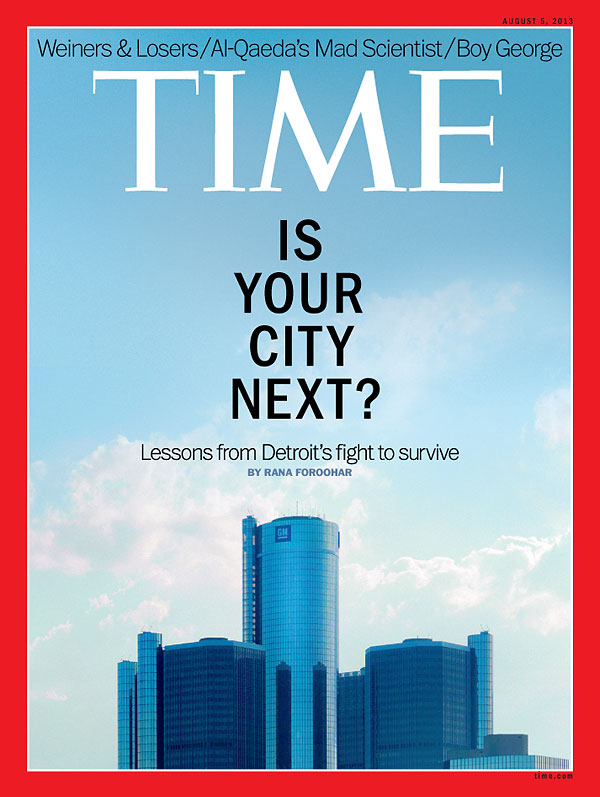 AUGUST 5, 2013
Weiners & Losers/Al-Qaeda's Mad Scientist/Boy George
TIME
IS
YOUR
CITY
NEXT?
Lessons from Detroit's fight to survive
BY RANA FOROOHAR
GM
time.com